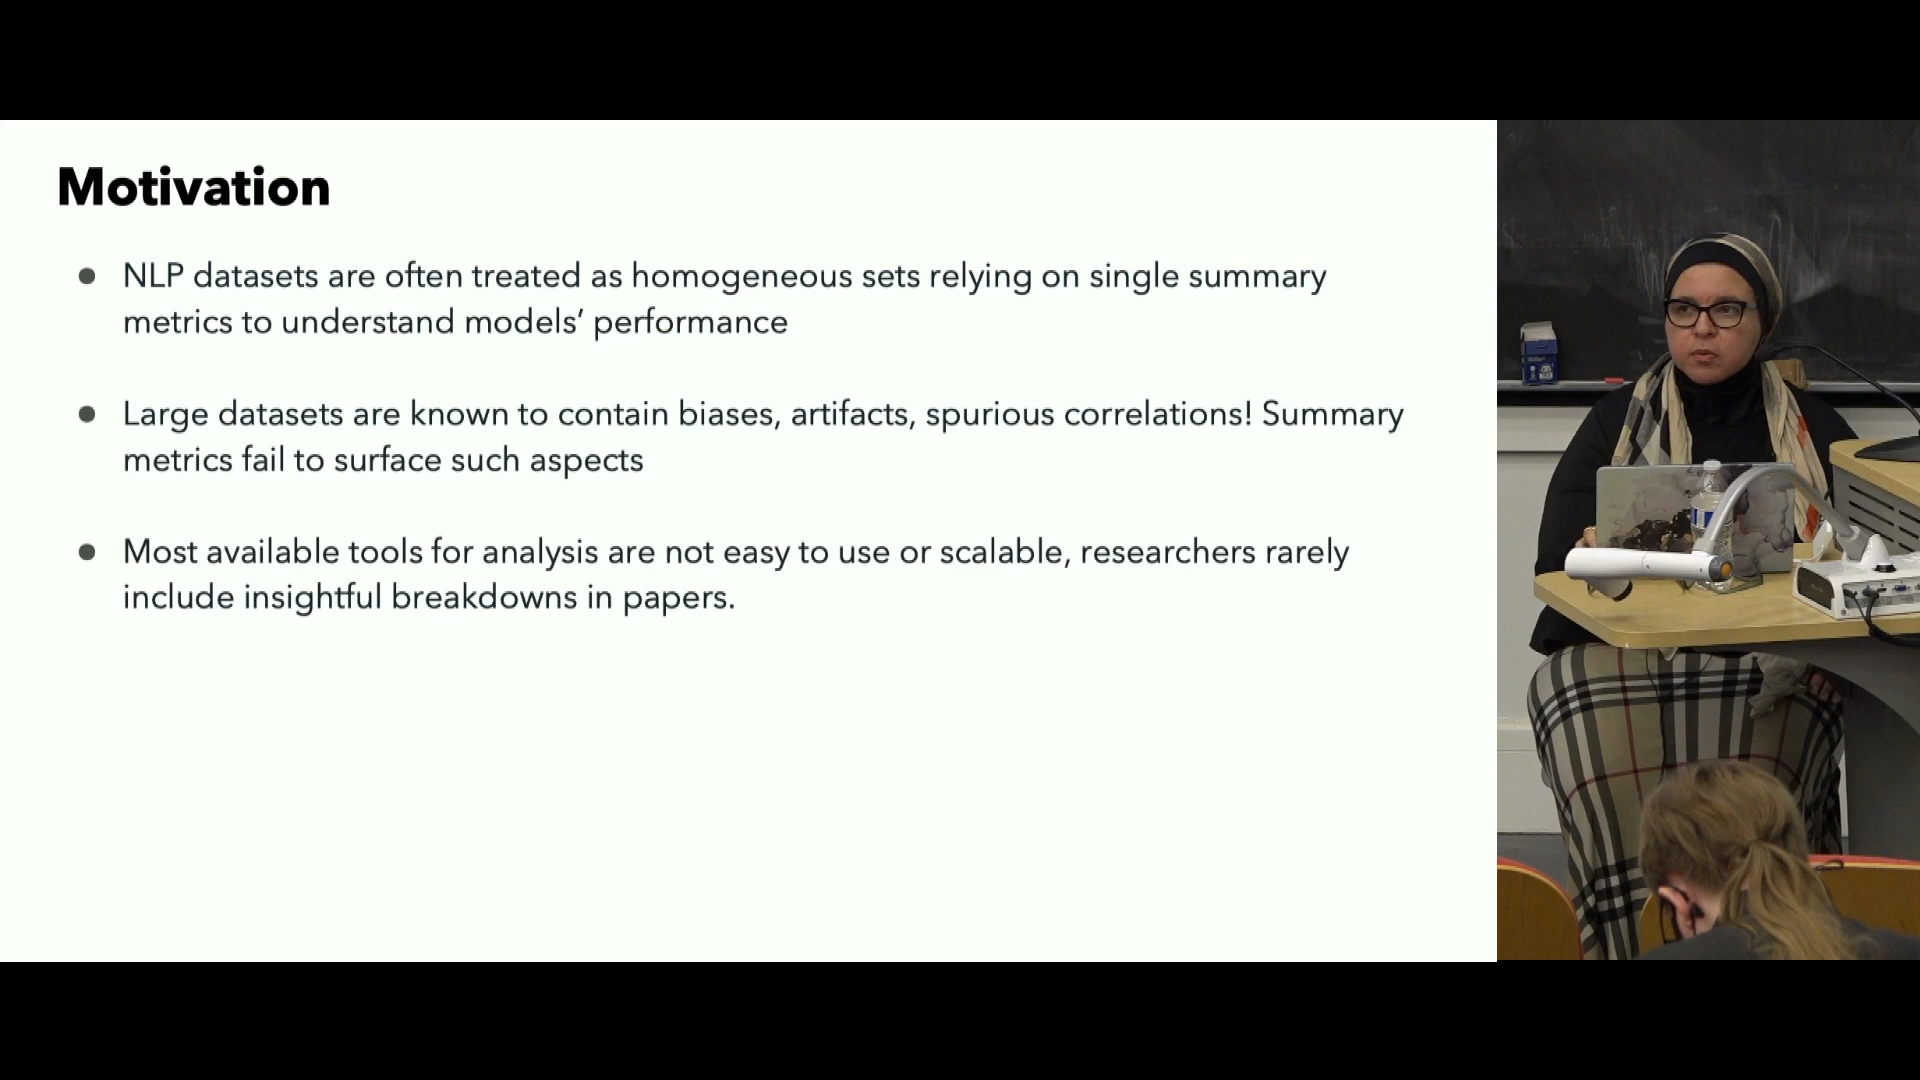 Motivation
● NLP datasets are often treated as homogeneous sets relying on single summary
metrics to understand models’ performance
● Large datasets are known to contain biases, artifacts, spurious correlations! Summary
metrics fail to surface such aspects
● Most available tools for analysis are not easy to use or scalable, researchers rarely
include insightful breakdowns in papers.